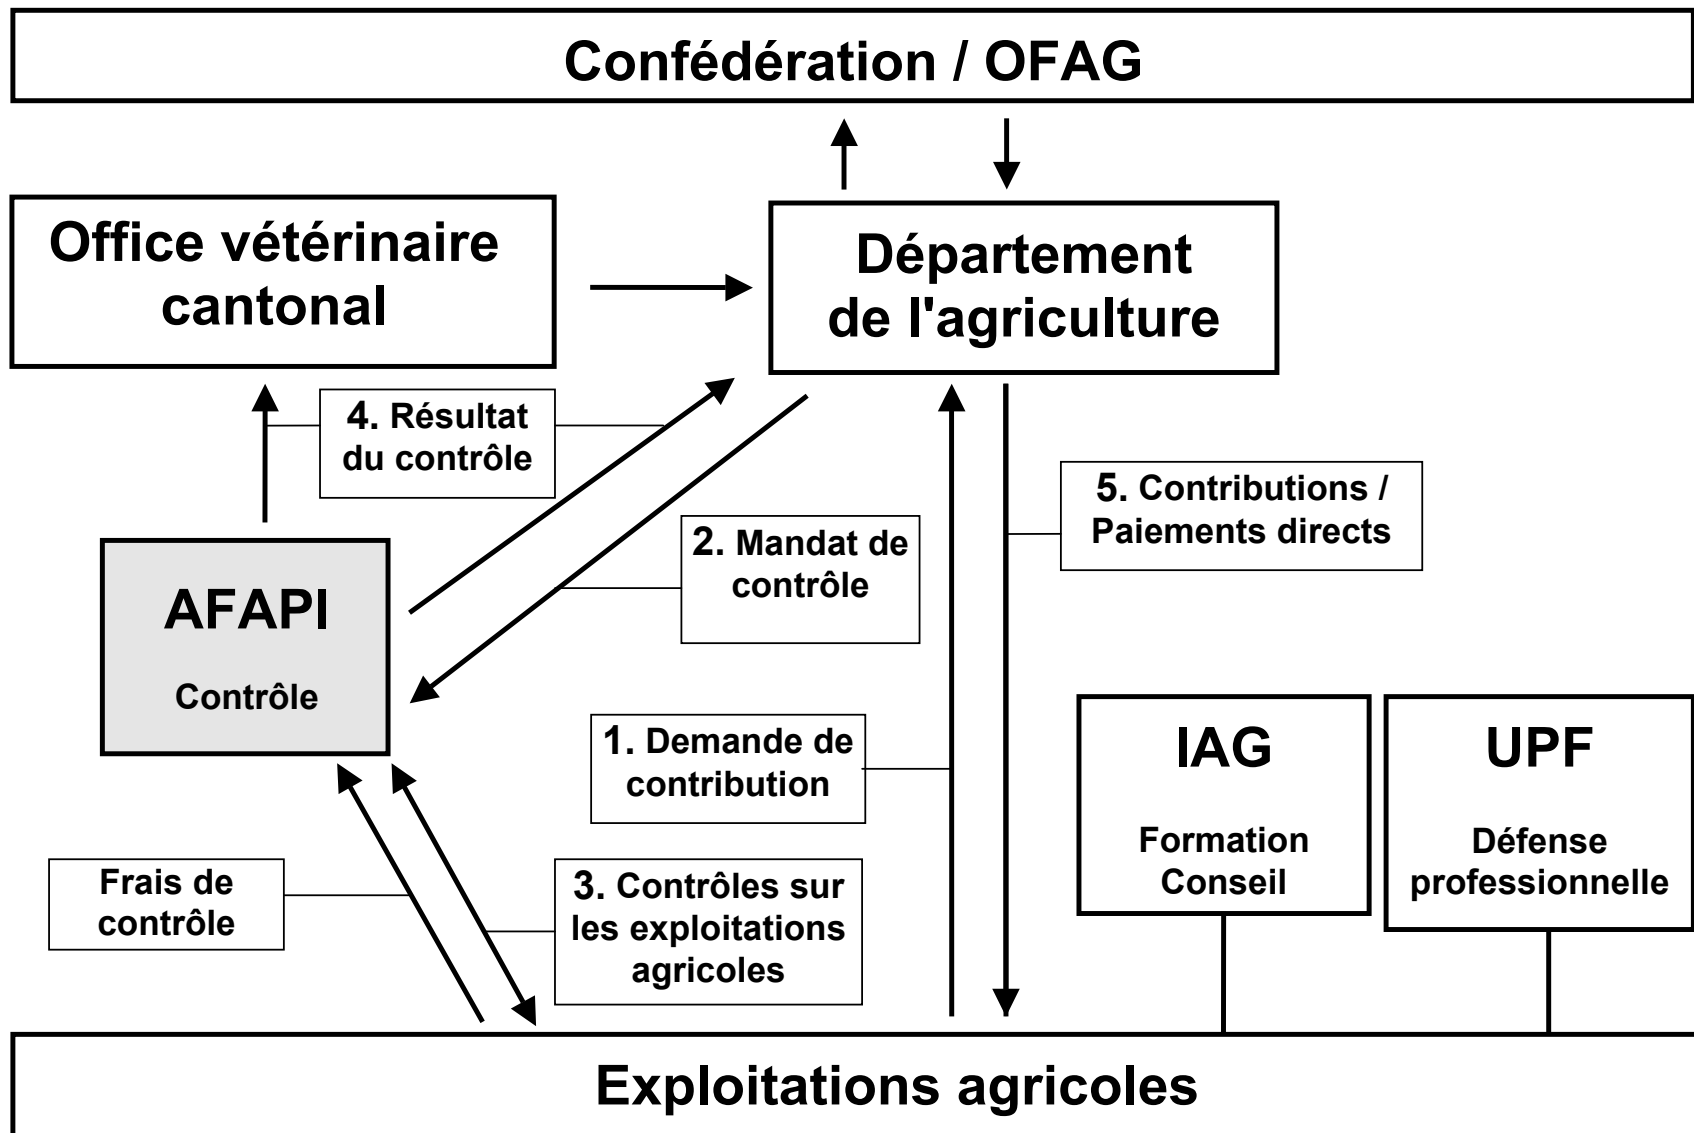 Confédération / OFAG
Office vétérinaire
cantonal
Département
de l'agriculture
4. Résultat
du contrôle
5. Contributions /
Paiements directs
2. Mandat de
contrôle
AFAPI
Contrôle
1. Demande de
contribution
IAG
Formation
Conseil
UPF
Défense
professionnelle
Frais de
contrôle
3. Contrôles sur
les exploitations
agricoles
Exploitations agricoles